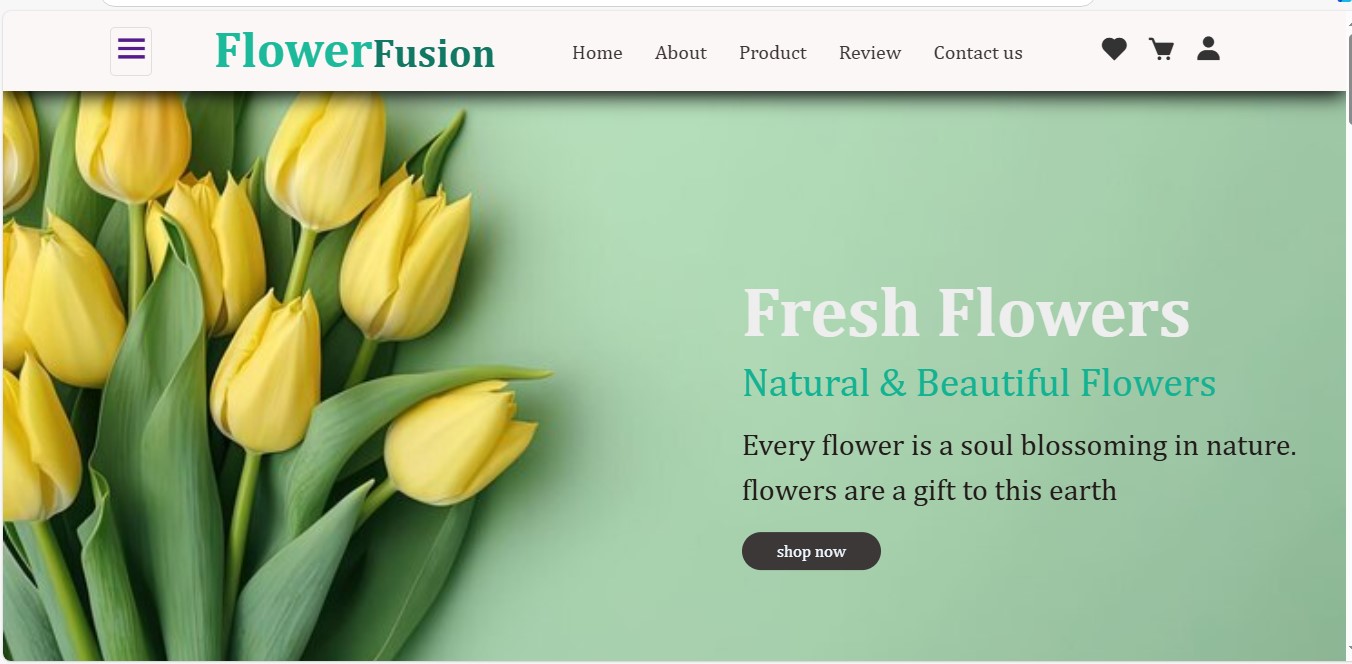 FlowerFusion
Home About Product Review Contact us
Fresh Flowers
Natural & Beautiful Flowers
Every flower is a soul blossoming in nature.
flowers are a gift to this earth
shop now